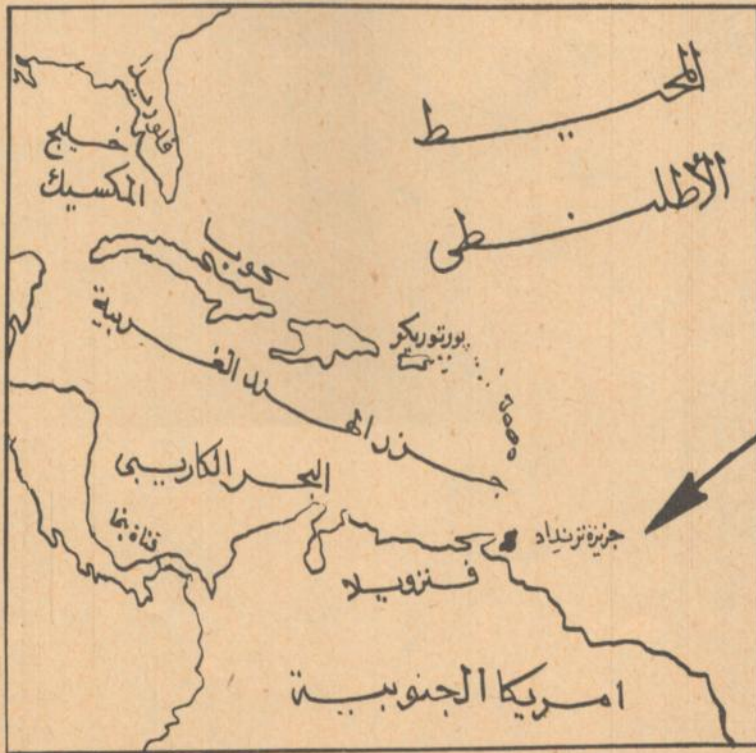 المحيط
الأطلنطى
فلوريدا
خليج
المكسيك
كوبا
بورتوريكو
جزر الهند الغربية
البحر الكاريبى
قناة بنما
جزيرة ترنداد
فنزويلا
امريكا الجنوبية